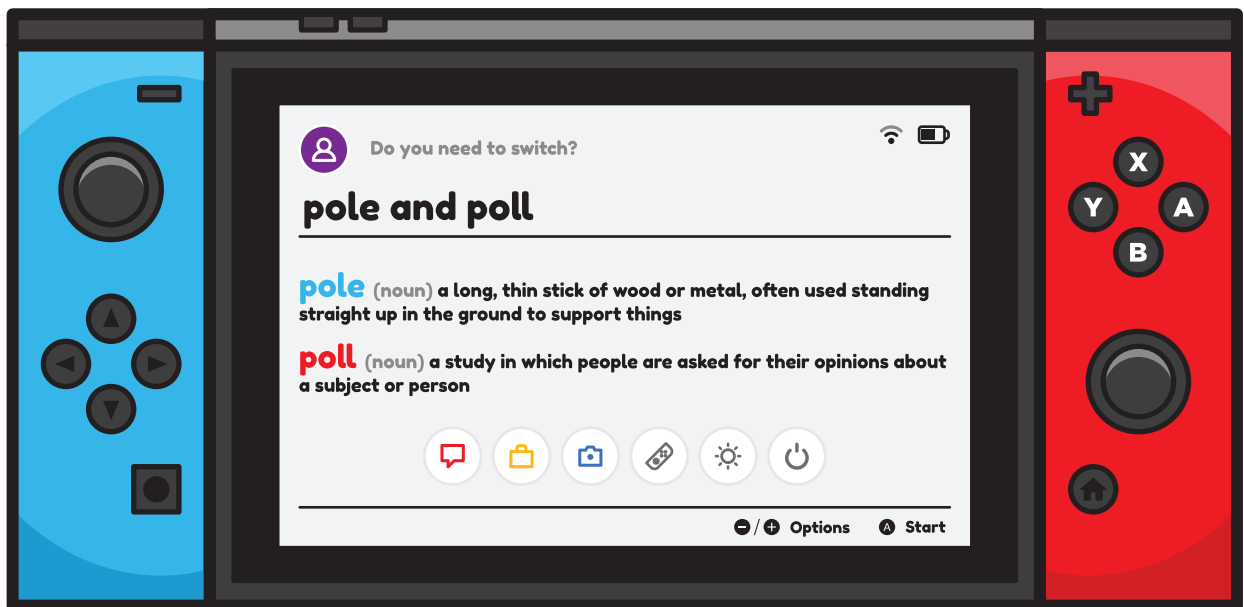 Do you need to switch?
pole and poll
pole (noun) a long, thin stick of wood or metal, often used standing
straight up in the ground to support things
poll (noun) a study in which people are asked for their opinions about
a subject or person
X
Y A
B
-/+ Options A Start